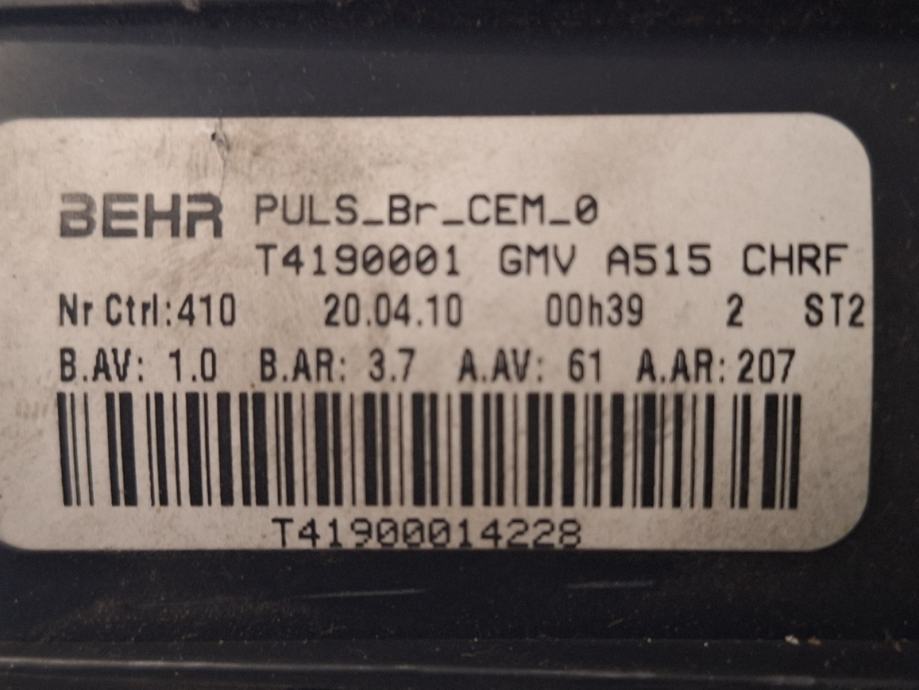 BEHR PULS_Br_CEM_0
T4190001 GMV A515 CHRF
Nr Ctrl:410 20.04.10 00h39 2 ST2
B.AV: 1.0 B.AR: 3.7 A.AV: 61 A.AR: 207
T41900014228